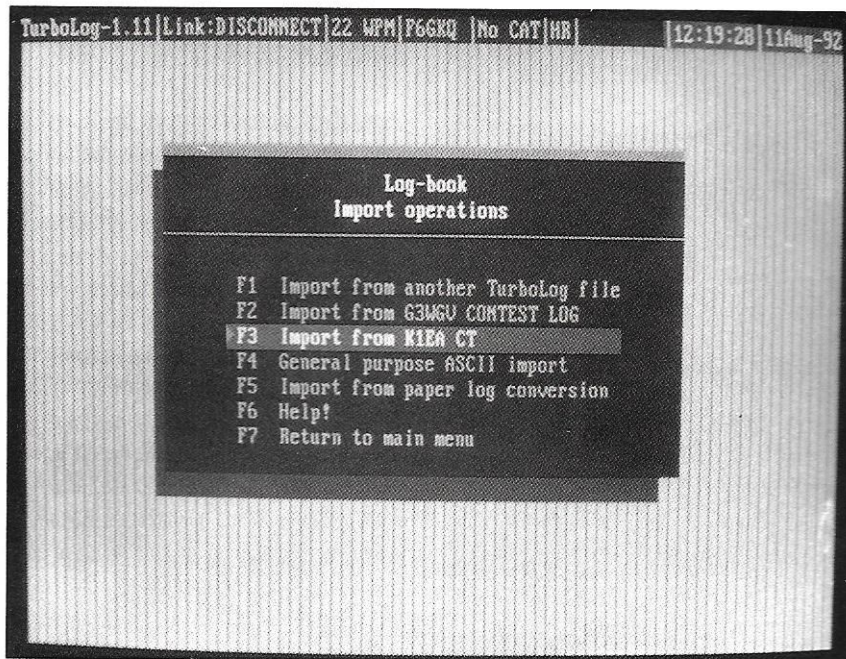 TurboLog-1.11|Link:DISCONNECT|22 WPM|F6GKQ |No CAT|HR| |12:19:28|11Aug-92
Log-book
Import operations
F1 Import from another TurboLog file
F2 Import from G3WGV CONTEST LOG
F3 Import from K1EA CT
F4 General purpose ASCII import
F5 Import from paper log conversion
F6 Help!
F7 Return to main menu